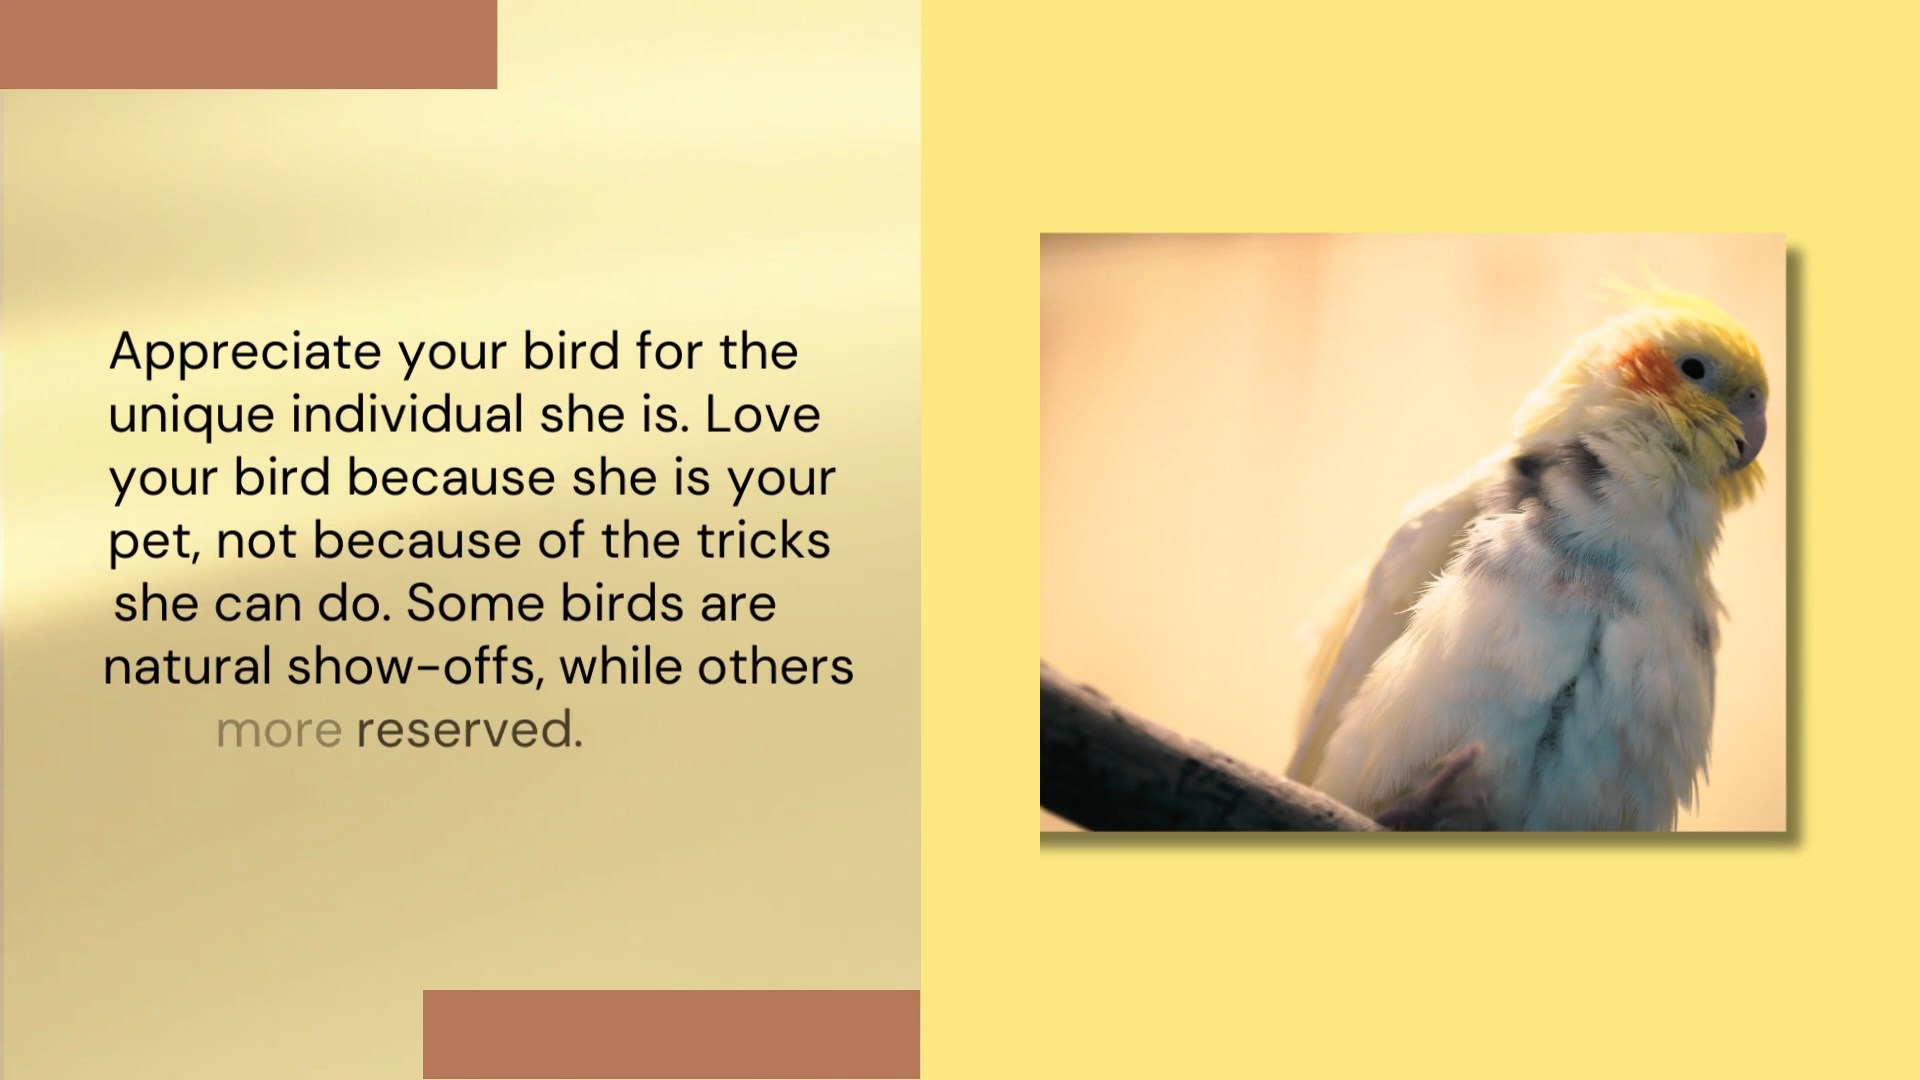 Appreciate your bird for the
unique individual she is. Love
your bird because she is your
pet, not because of the tricks
she can do. Some birds are
natural show-offs, while others
more reserved.